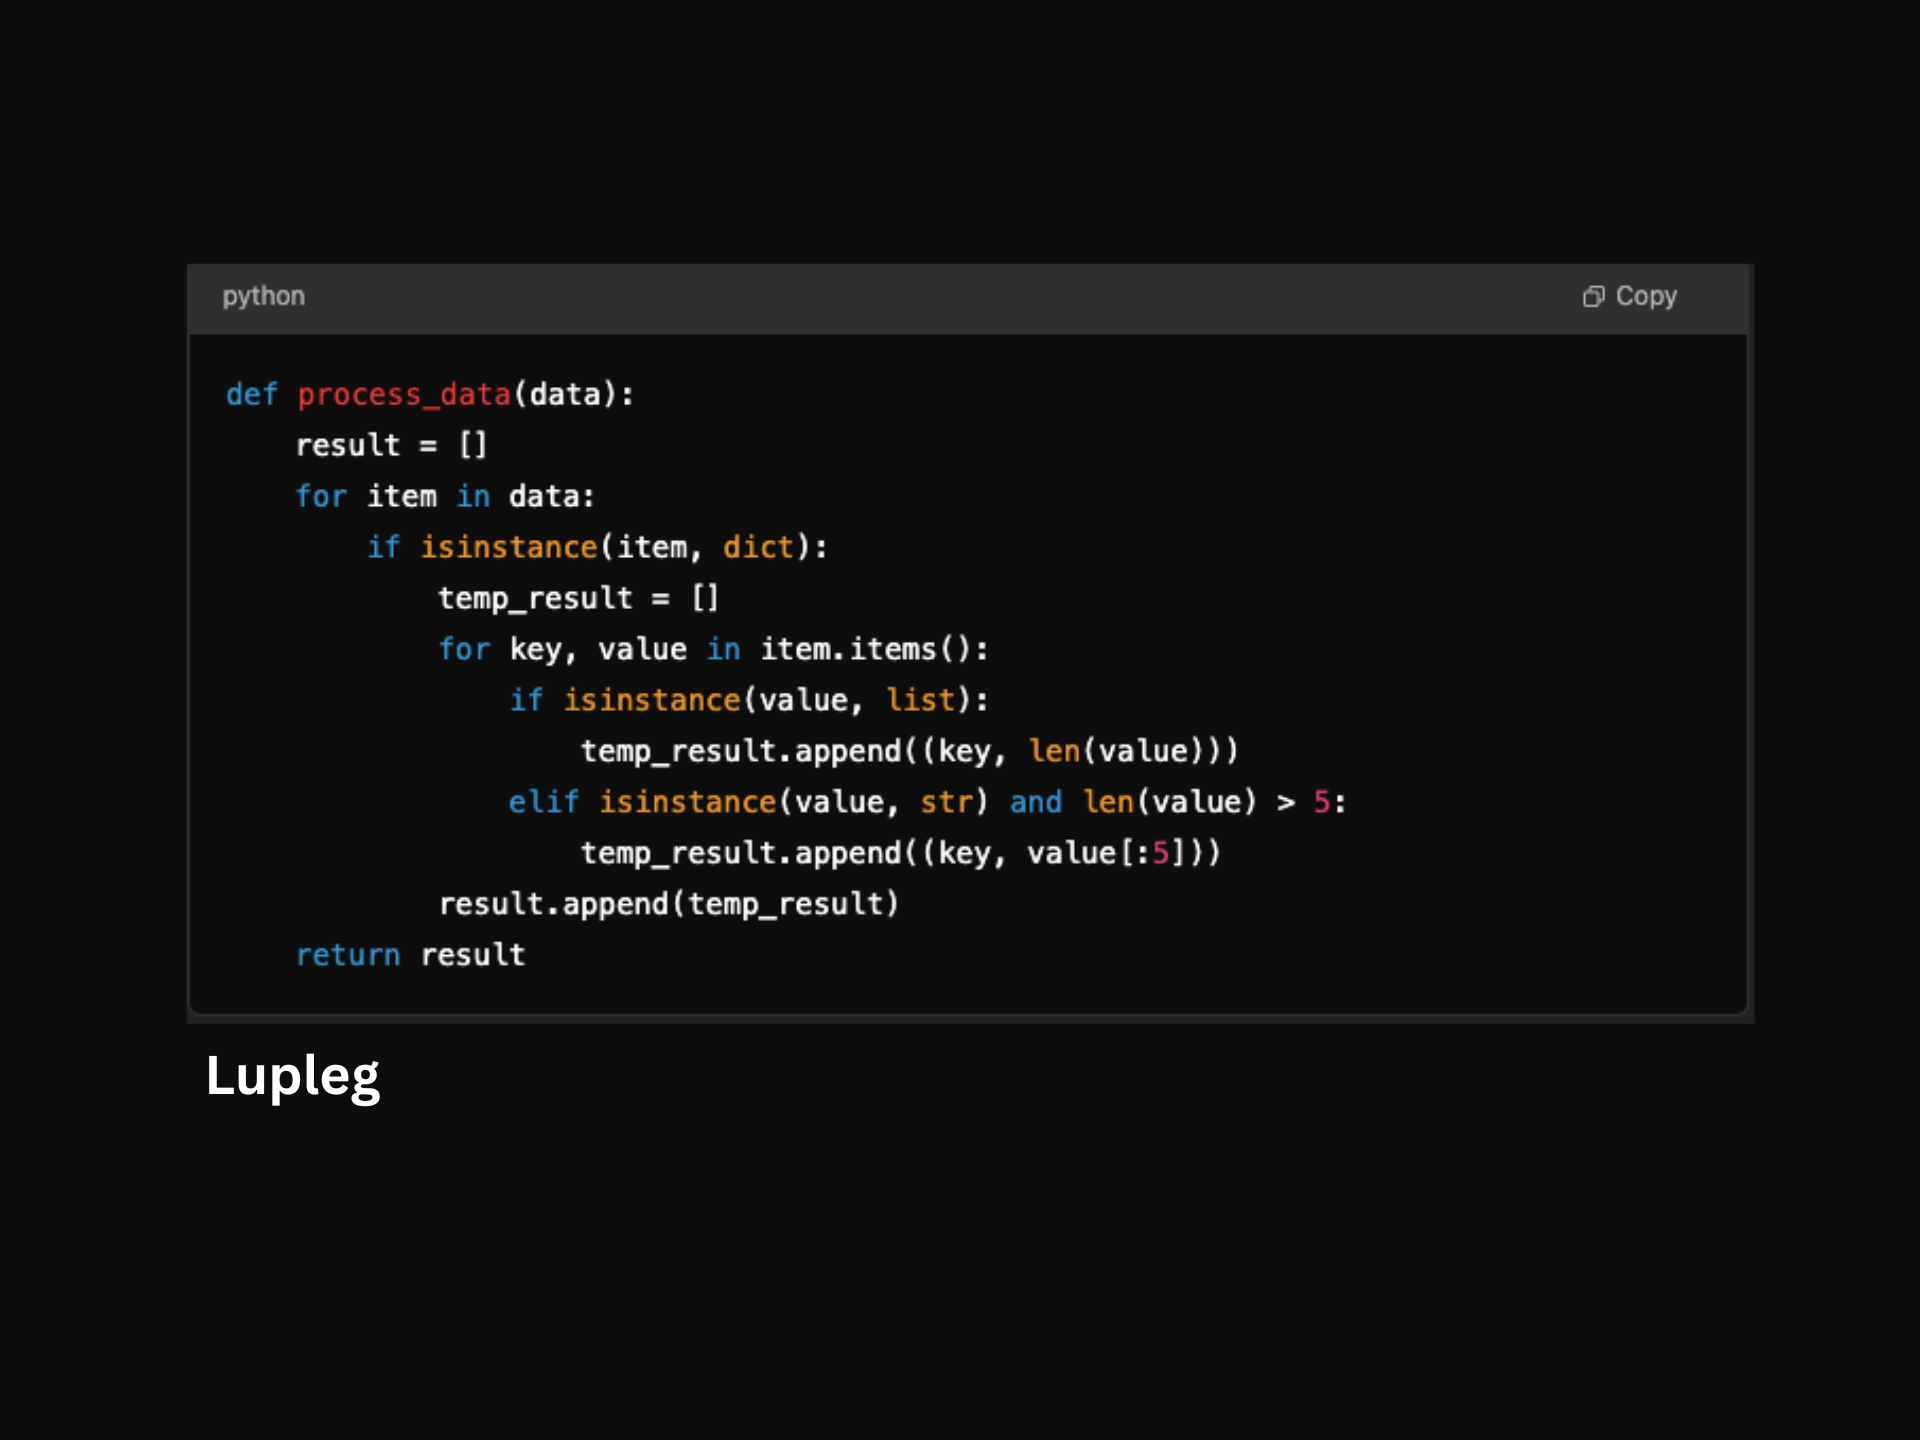 python
Copy
def process_data(data):
    result = []
    for item in data:
        if isinstance(item, dict):
            temp_result = []
            for key, value in item.items():
                if isinstance(value, list):
                    temp_result.append((key, len(value)))
                elif isinstance(value, str) and len(value) > 5:
                    temp_result.append((key, value[:5]))
            result.append(temp_result)
    return result
Lupleg